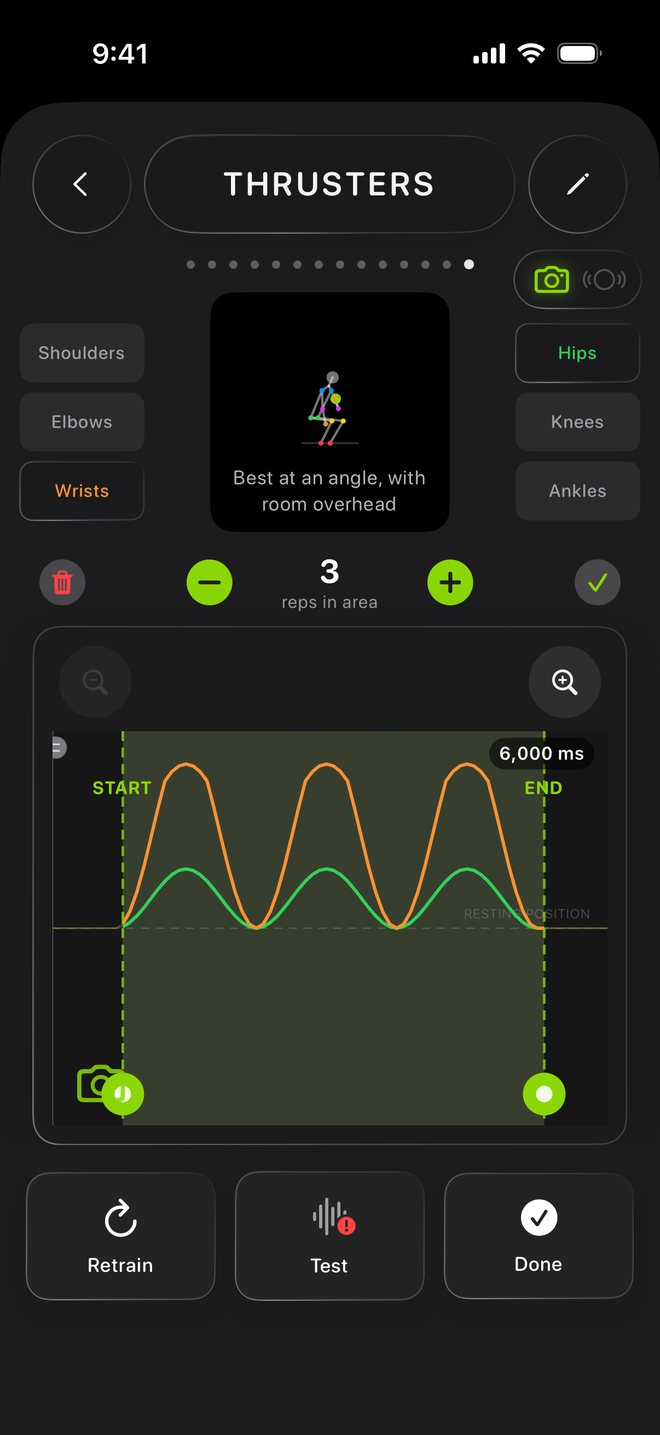 9:41
THRUSTERS
Shoulders
Hips
Elbows
Knees
Wrists
Ankles
Best at an angle, with
room overhead
3
reps in area
6,000 ms
START
END
RESTING POSITION
Retrain
Test
Done